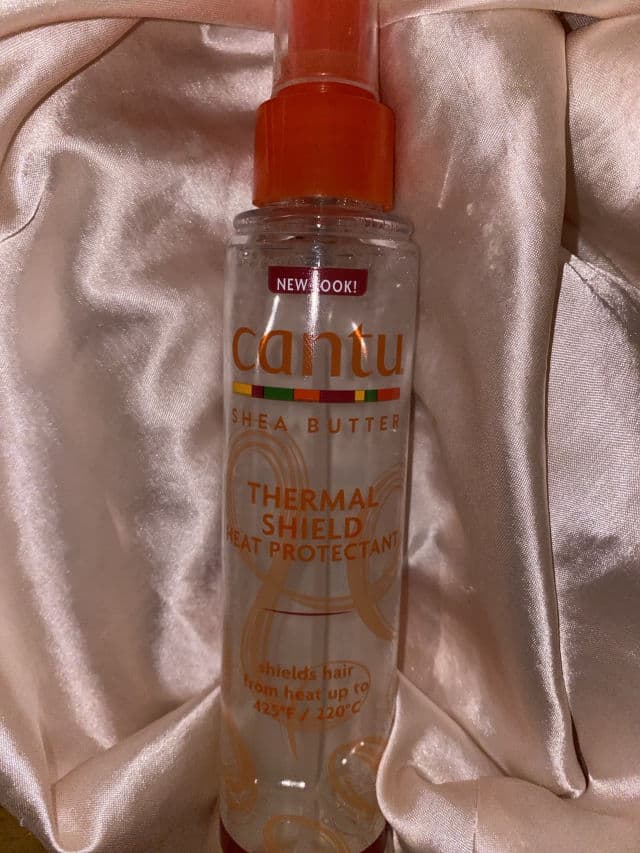 NEW LOOK!
cantu
SHEA BUTTER
THERMAL
SHIELD
HEAT PROTECTANT
shields hair
from heat up to
425°F / 220°C